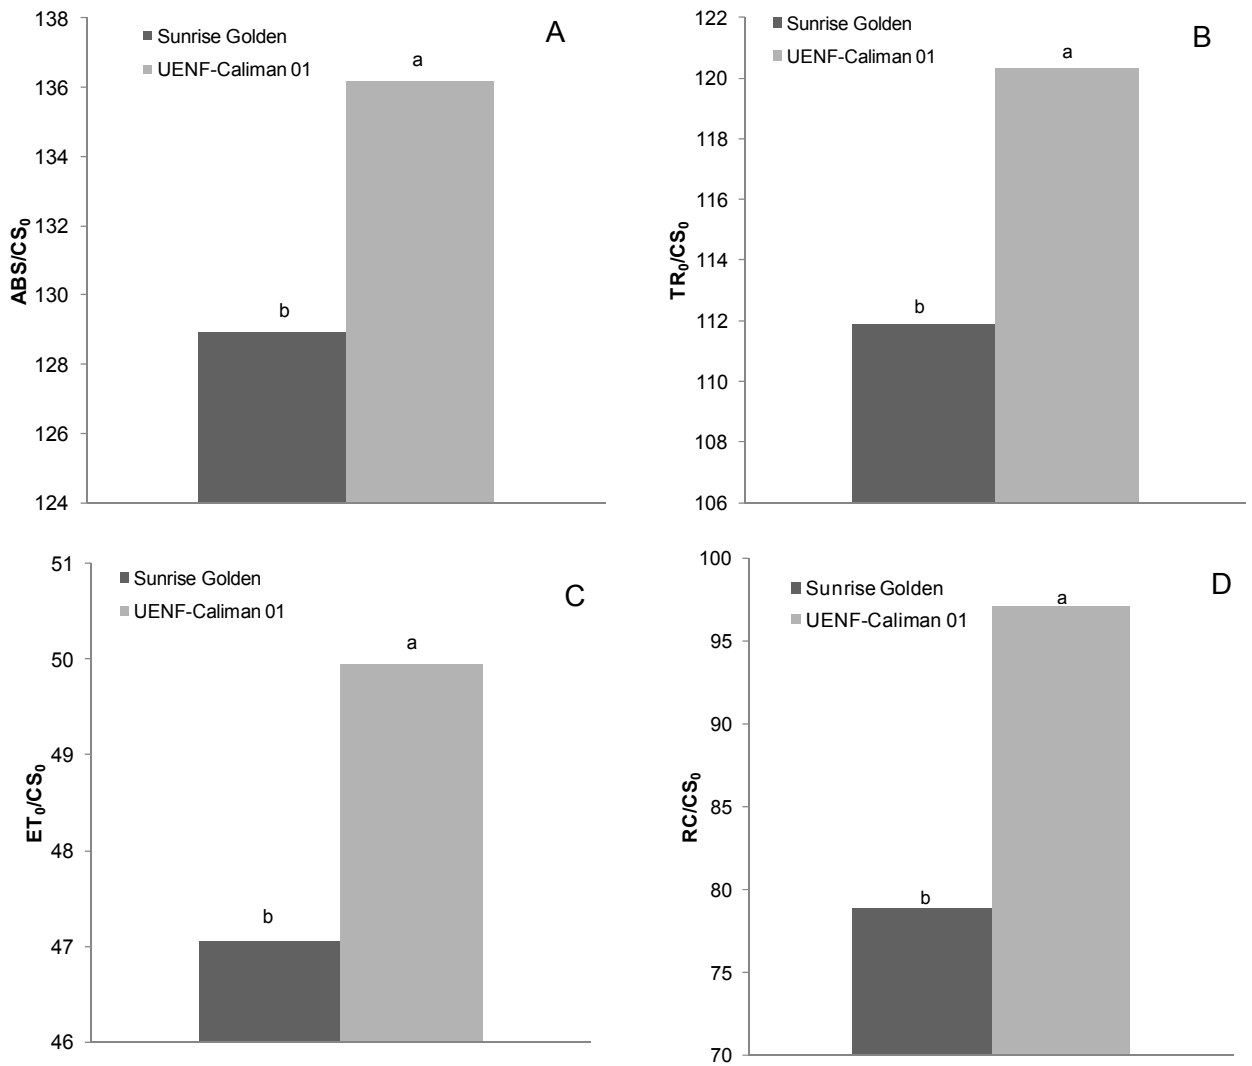 138
136
134
132
130
128
126
124
ABS/CS₀
Sunrise Golden
UENF-Caliman 01
A
a
b
122
120
118
116
114
112
110
108
106
TR₀/CS₀
Sunrise Golden
UENF-Caliman 01
B
a
b
51
50
49
48
47
46
ET₀/CS₀
Sunrise Golden
UENF-Caliman 01
C
a
b
100
95
90
85
80
75
70
RC/CS₀
Sunrise Golden
UENF-Caliman 01
D
a
b